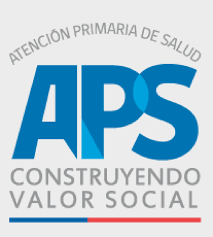 ATENCIÓN PRIMARIA DE SALUD
APS
CONSTRUYENDO
VALOR SOCIAL